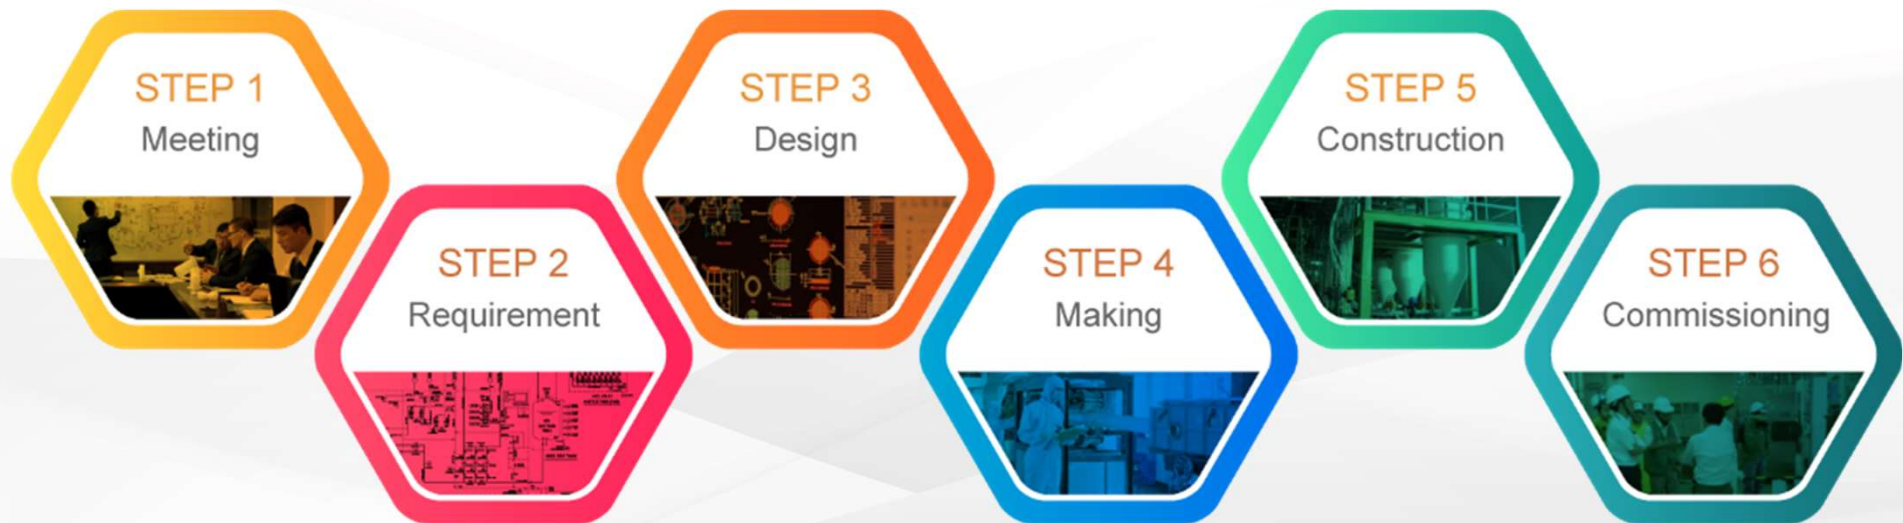 STEP 1
Meeting
STEP 2
Requirement
STEP 3
Design
STEP 4
Making
STEP 5
Construction
STEP 6
Commissioning